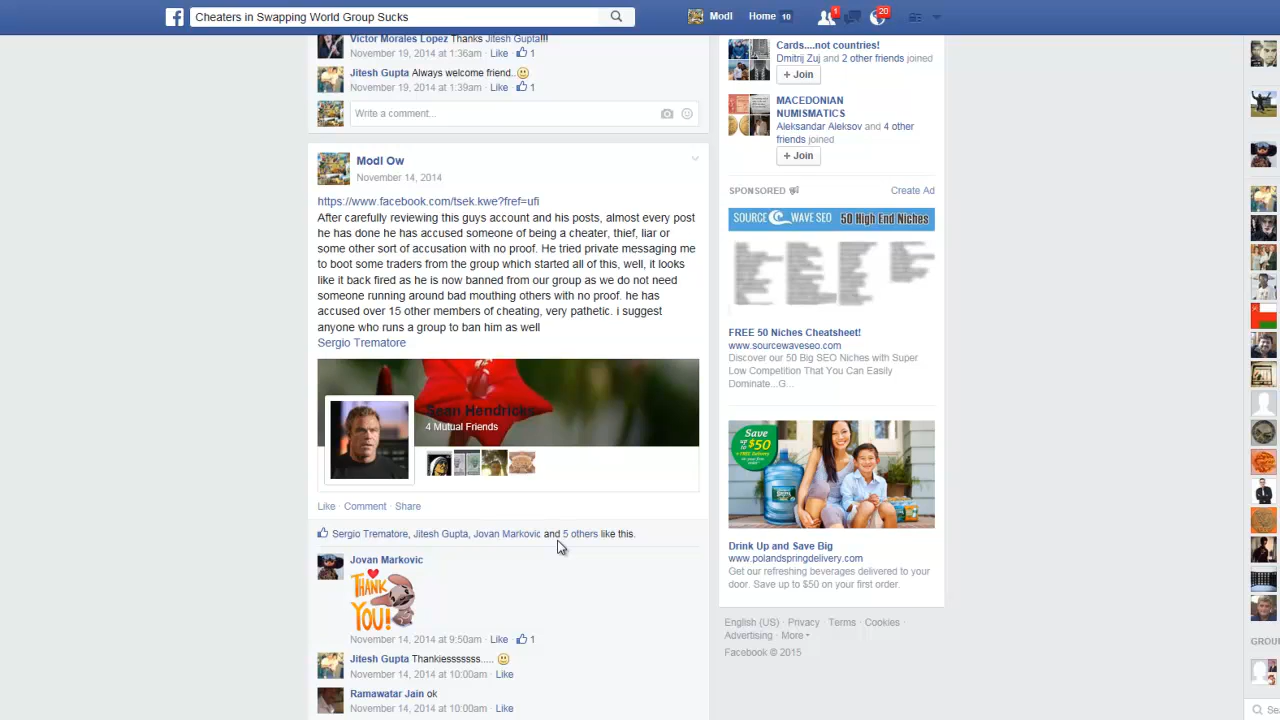 Cheaters in Swapping World Group Sucks
Modl
Home 10
1
20
Victor Morales Lopez Thanks Jitesh Gupta!!!
November 19, 2014 at 1:36am · Like · 1
Jitesh Gupta Always welcome friend..
November 19, 2014 at 1:39am · Like · 1
Write a comment...
Modl Ow
November 14, 2014
https://www.facebook.com/tsek.kwe?fref=ufi
After carefully reviewing this guys account and his posts, almost every post
he has done he has accused someone of being a cheater, thief, liar or
some other sort of accusation with no proof. He tried private messaging me
to boot some traders from the group which started all of this, well, it looks
like it back fired as he is now banned from our group as we do not need
someone running around bad mouthing others with no proof. he has
accused over 15 other members of cheating, very pathetic. i suggest
anyone who runs a group to ban him as well
Sergio Trematore
Sean Hendricks
4 Mutual Friends
Like · Comment · Share
Sergio Trematore, Jitesh Gupta, Jovan Markovic and 5 others like this.
Jovan Markovic
THANK
YOU!
November 14, 2014 at 9:50am · Like · 1
Jitesh Gupta Thankiesssssss.....
November 14, 2014 at 10:00am · Like
Ramawatar Jain ok
November 14, 2014 at 10:00am · Like
Cards....not countries!
Dmitrij Zuj and 2 other friends joined
+ Join
MACEDONIAN
NUMISMATICS
Aleksandar Aleksov and 4 other
friends joined
+ Join
SPONSORED
Create Ad
SOURCE WAVE SEO 50 High End Niches
FREE 50 Niches Cheatsheet!
www.sourcewaveseo.com
Discover our 50 Big SEO Niches with Super
Low Competition That You Can Easily
Dominate...G...
Save
up to $50
+ FREE Delivery
Drink Up and Save Big
www.polandspringdelivery.com
Get our refreshing beverages delivered to your
door. Save up to $50 on your first order.
English (US) · Privacy · Terms · Cookies ·
Advertising · More
Facebook © 2015
GROU
Se